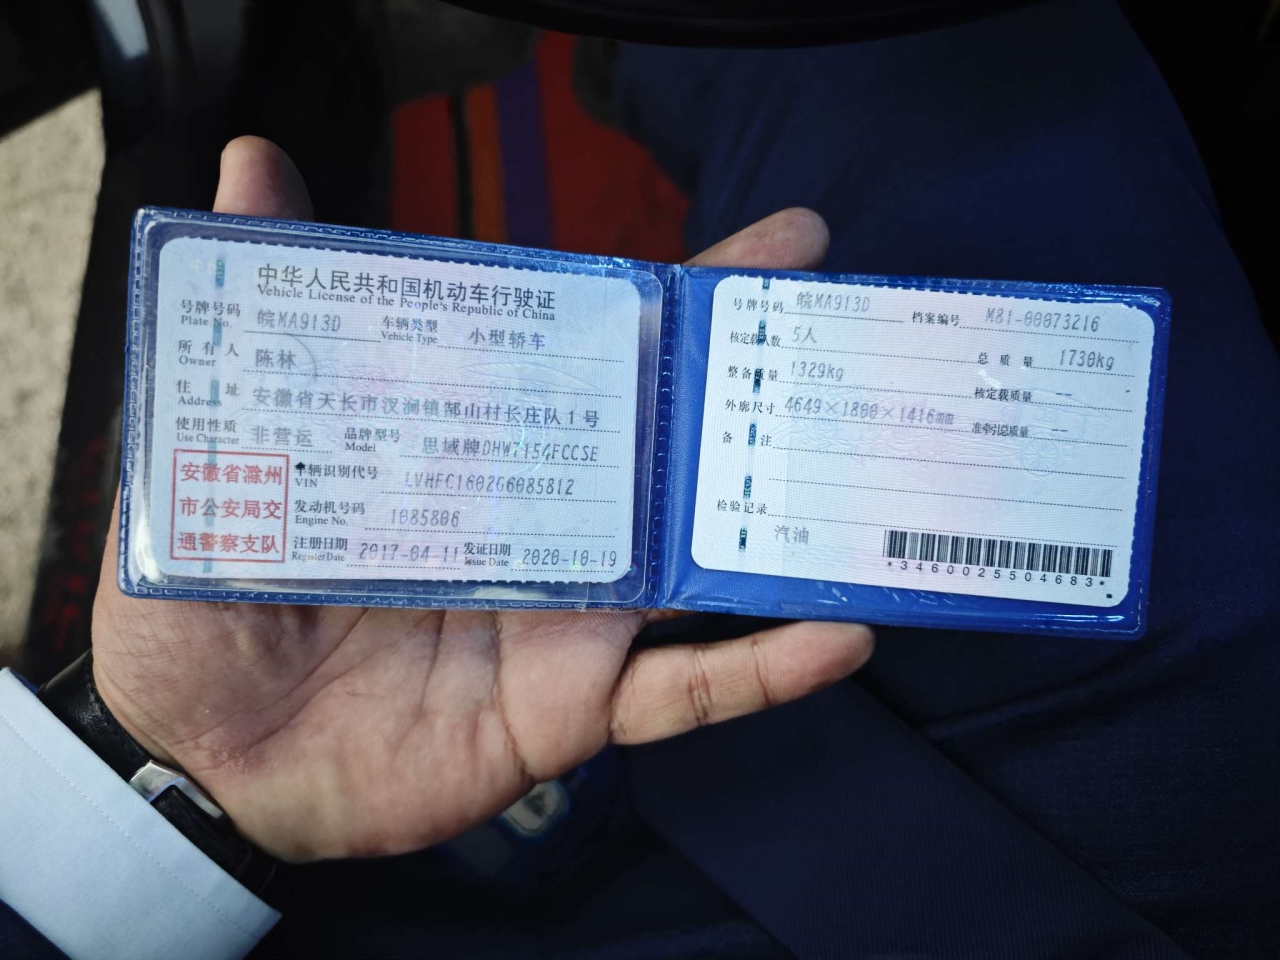 中华人民共和国机动车行驶证
Vehicle License of the People's Republic of China
号牌号码 皖MA913D 车辆类型 小型轿车
Plate No. Vehicle Type
所有人 陈林
Owner
住址 安徽省天长市汊涧镇郜山村长庄队1号
Address
使用性质 非营运 品牌型号 思域牌DHW7154FCCSE
Use Character Model
安徽省滁州
市公安局交
通警察支队
车辆识别代号 LVHFC1602G6085812
VIN
发动机号码 1085806
Engine No.
注册日期 2017-04-11 发证日期 2020-10-19
Register Date Issue Date
号牌号码 皖MA913D 档案编号 M81-00073216
核定载人数 5人 总质量 1730kg
整备质量 1329kg 核定载质量 --
外廓尺寸 4649×1800×1416mm 准牵引总质量 --
备注
检验记录
汽油
*3460025504683*